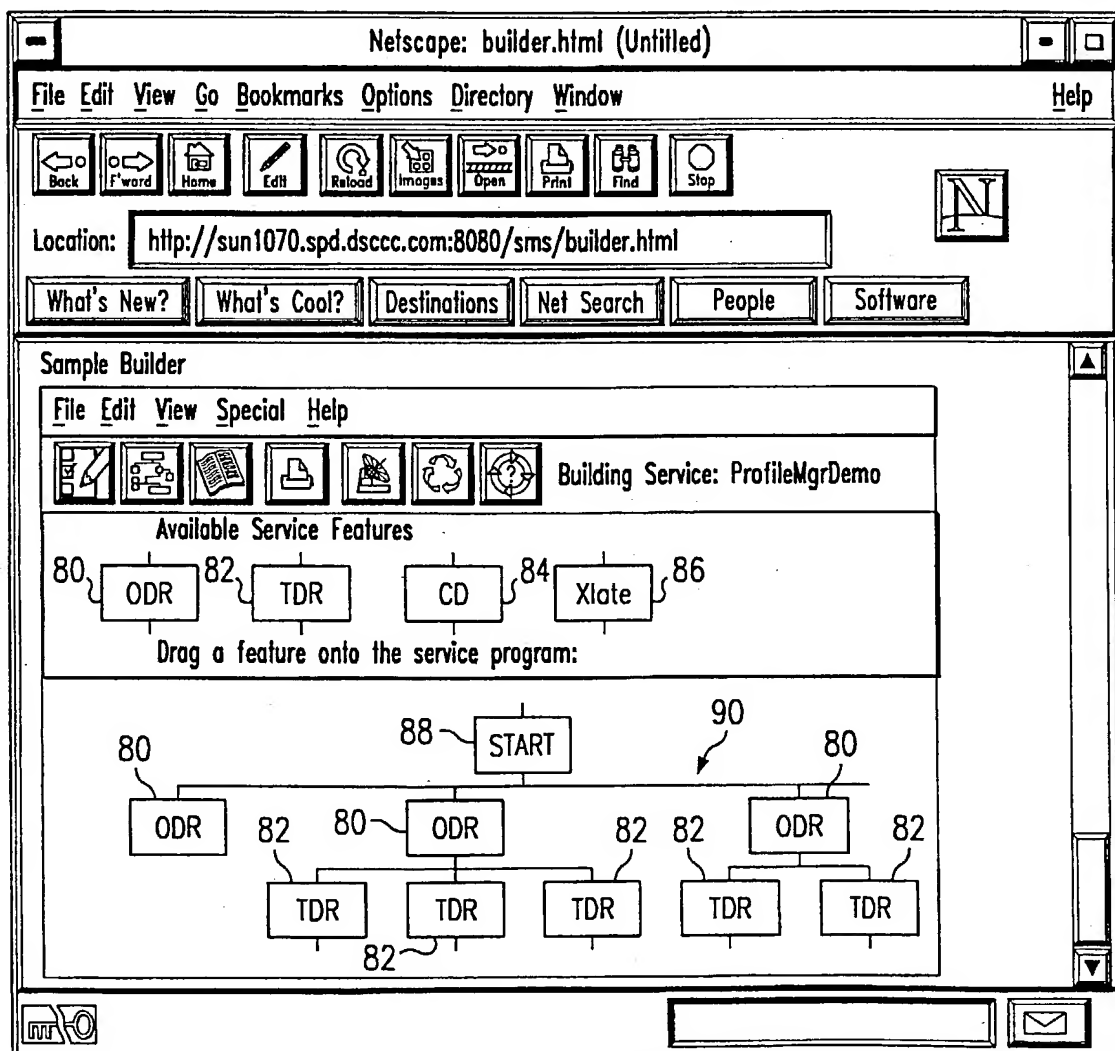 Netscape: builder.html (Untitled)
File Edit View Go Bookmarks Options Directory Window Help
Back F'word Home Edit Reload Images Open Print Find Stop
N
Location: http://sun1070.spd.dsccc.com:8080/sms/builder.html
What's New? What's Cool? Destinations Net Search People Software
Sample Builder
File Edit View Special Help
? Building Service: ProfileMgrDemo
Available Service Features
80 ODR 82 TDR CD 84 Xlate 86
Drag a feature onto the service program:
88 START 90
80 ODR 80 ODR 80 ODR
82 TDR TDR 82 82 TDR 82 TDR 82 TDR